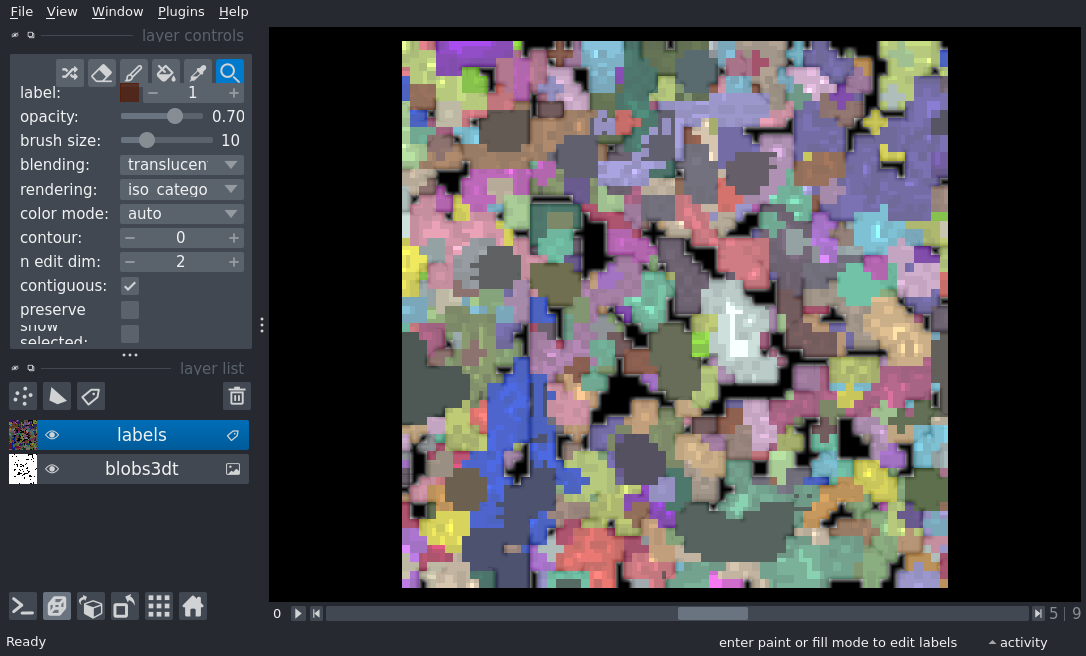 File View Window Plugins Help
layer controls
label: − 1 +
opacity: 0.70
brush size: 10
blending: translucen
rendering: iso_catego
color mode: auto
contour: − 0 +
n edit dim: − 2 +
contiguous:
preserve
show
selected:
layer list
labels
blobs3dt
0 5 | 9
Ready enter paint or fill mode to edit labels activity